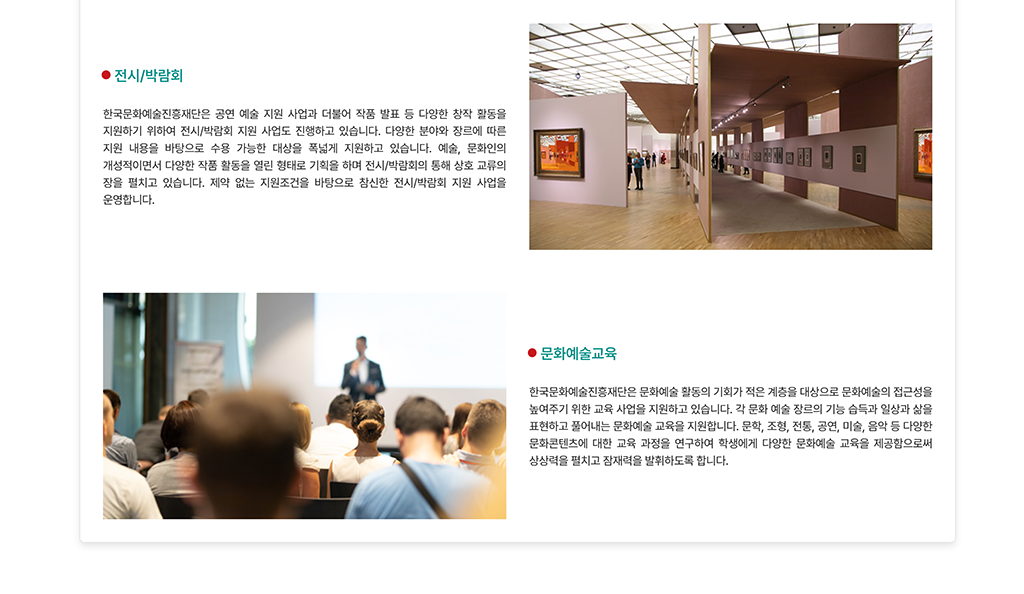 전시/박람회
한국문화예술진흥재단은 공연 예술 지원 사업과 더불어 작품 발표 등 다양한 창작 활동을
지원하기 위하여 전시/박람회 지원 사업도 진행하고 있습니다. 다양한 분야와 장르에 따른
지원 내용을 바탕으로 수용 가능한 대상을 폭넓게 지원하고 있습니다. 예술, 문화인의
개성적이면서 다양한 작품 활동을 열린 형태로 기획을 하며 전시/박람회의 통해 상호 교류의
장을 펼치고 있습니다. 제약 없는 지원조건을 바탕으로 참신한 전시/박람회 지원 사업을
운영합니다.
문화예술교육
한국문화예술진흥재단은 문화예술 활동의 기회가 적은 계층을 대상으로 문화예술의 접근성을
높여주기 위한 교육 사업을 지원하고 있습니다. 각 문화 예술 장르의 기능 습득과 일상과 삶을
표현하고 풀어내는 문화예술 교육을 지원합니다. 문학, 조형, 전통, 공연, 미술, 음악 등 다양한
문화콘텐츠에 대한 교육 과정을 연구하여 학생에게 다양한 문화예술 교육을 제공함으로써
상상력을 펼치고 잠재력을 발휘하도록 합니다.